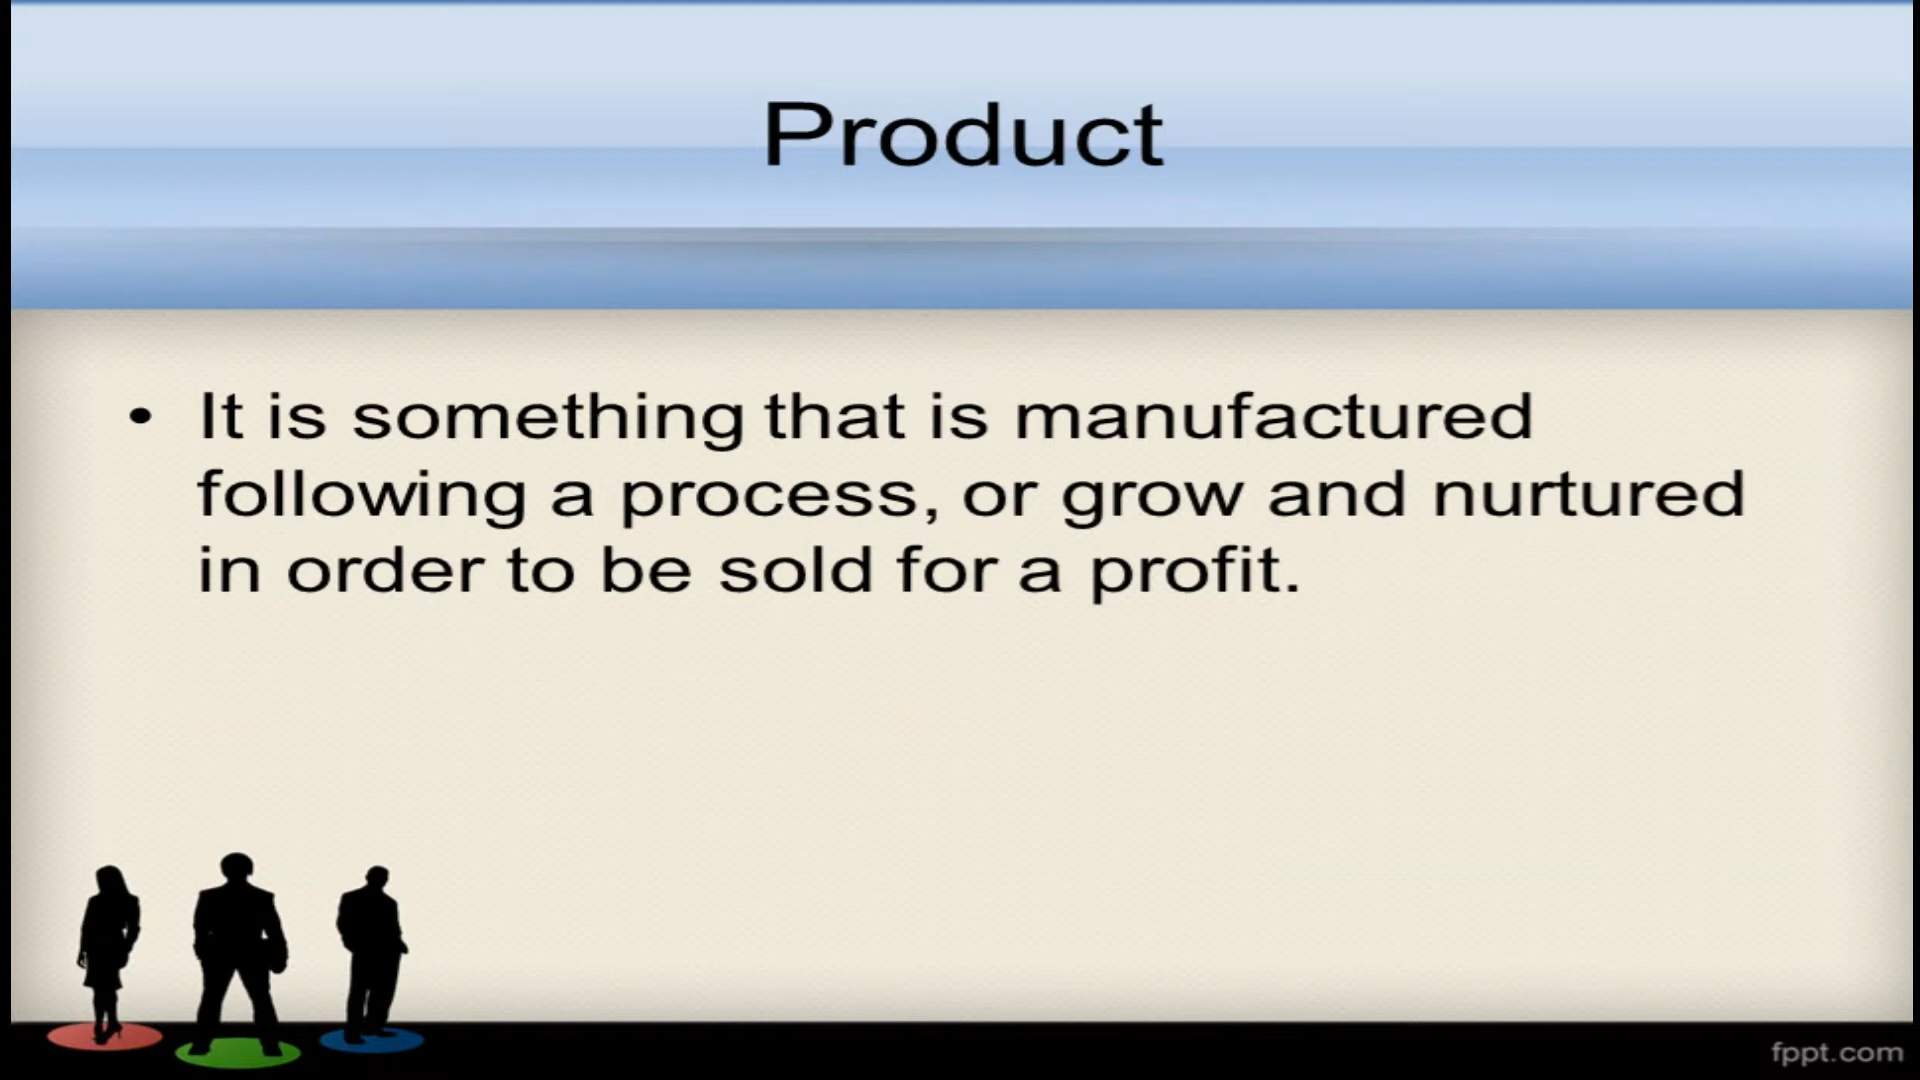 Product
• It is something that is manufactured
following a process, or grow and nurtured
in order to be sold for a profit.
fppt.com